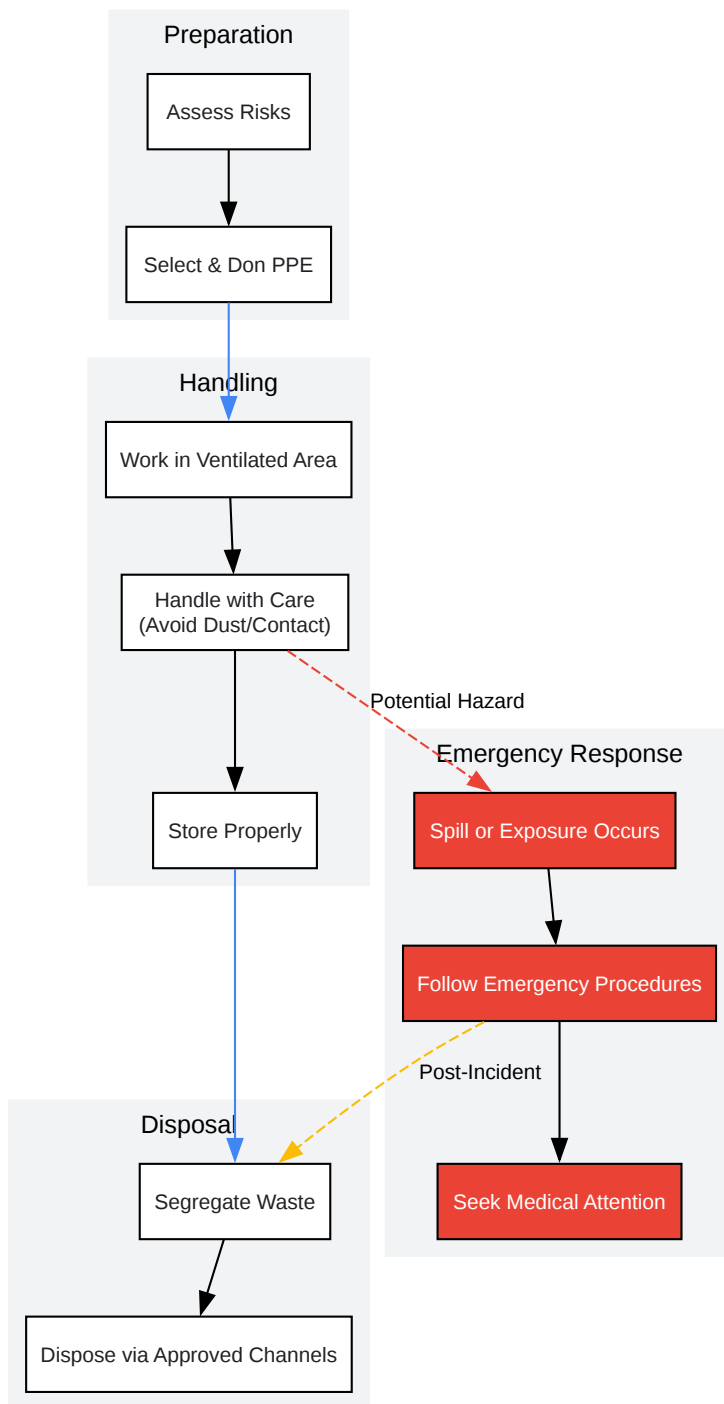 Preparation
Assess Risks
Select & Don PPE
Handling
Work in Ventilated Area
Handle with Care
(Avoid Dust/Contact)
Potential Hazard
Emergency Response
Store Properly
Spill or Exposure Occurs
Follow Emergency Procedures
Post-Incident
Disposal
Segregate Waste
Seek Medical Attention
Dispose via Approved Channels